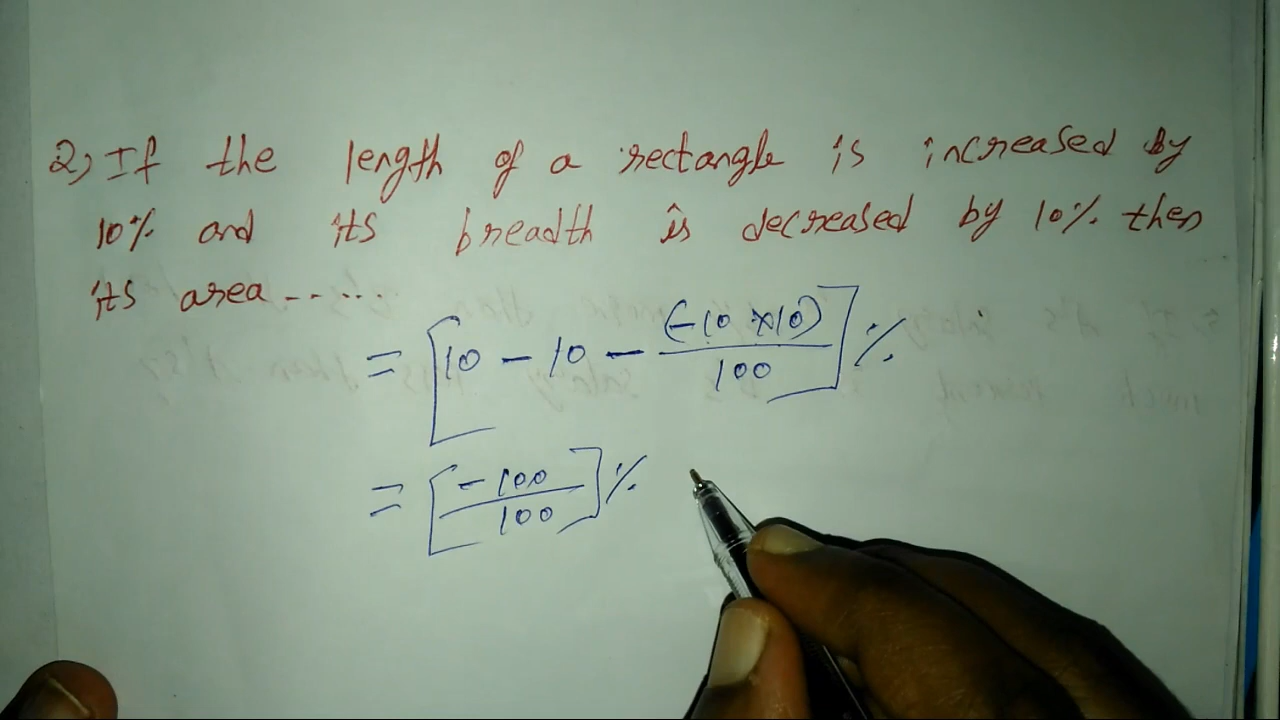 2) If the length of a rectangle is increased by
10% and its breadth is decreased by 10% then
its area ......
= [10 - 10 - (-10 × 10) / 100] %
= [-100 / 100] %